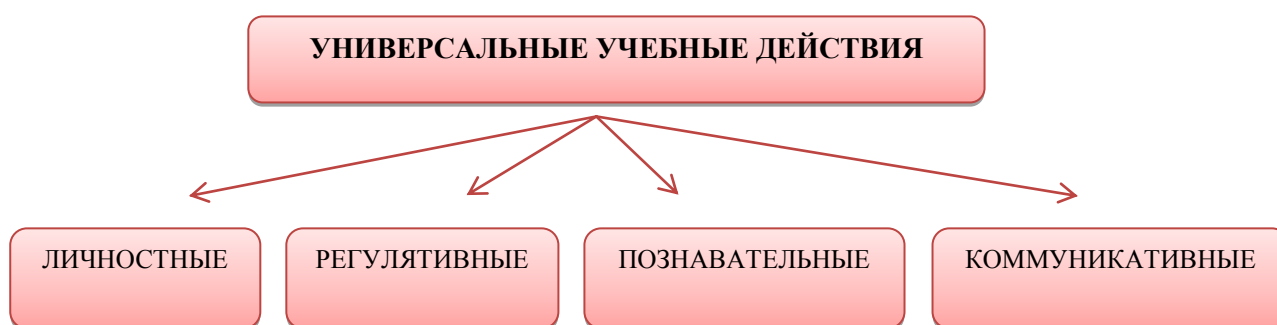 УНИВЕРСАЛЬНЫЕ УЧЕБНЫЕ ДЕЙСТВИЯ
ЛИЧНОСТНЫЕ
РЕГУЛЯТИВНЫЕ
ПОЗНАВАТЕЛЬНЫЕ
КОММУНИКАТИВНЫЕ